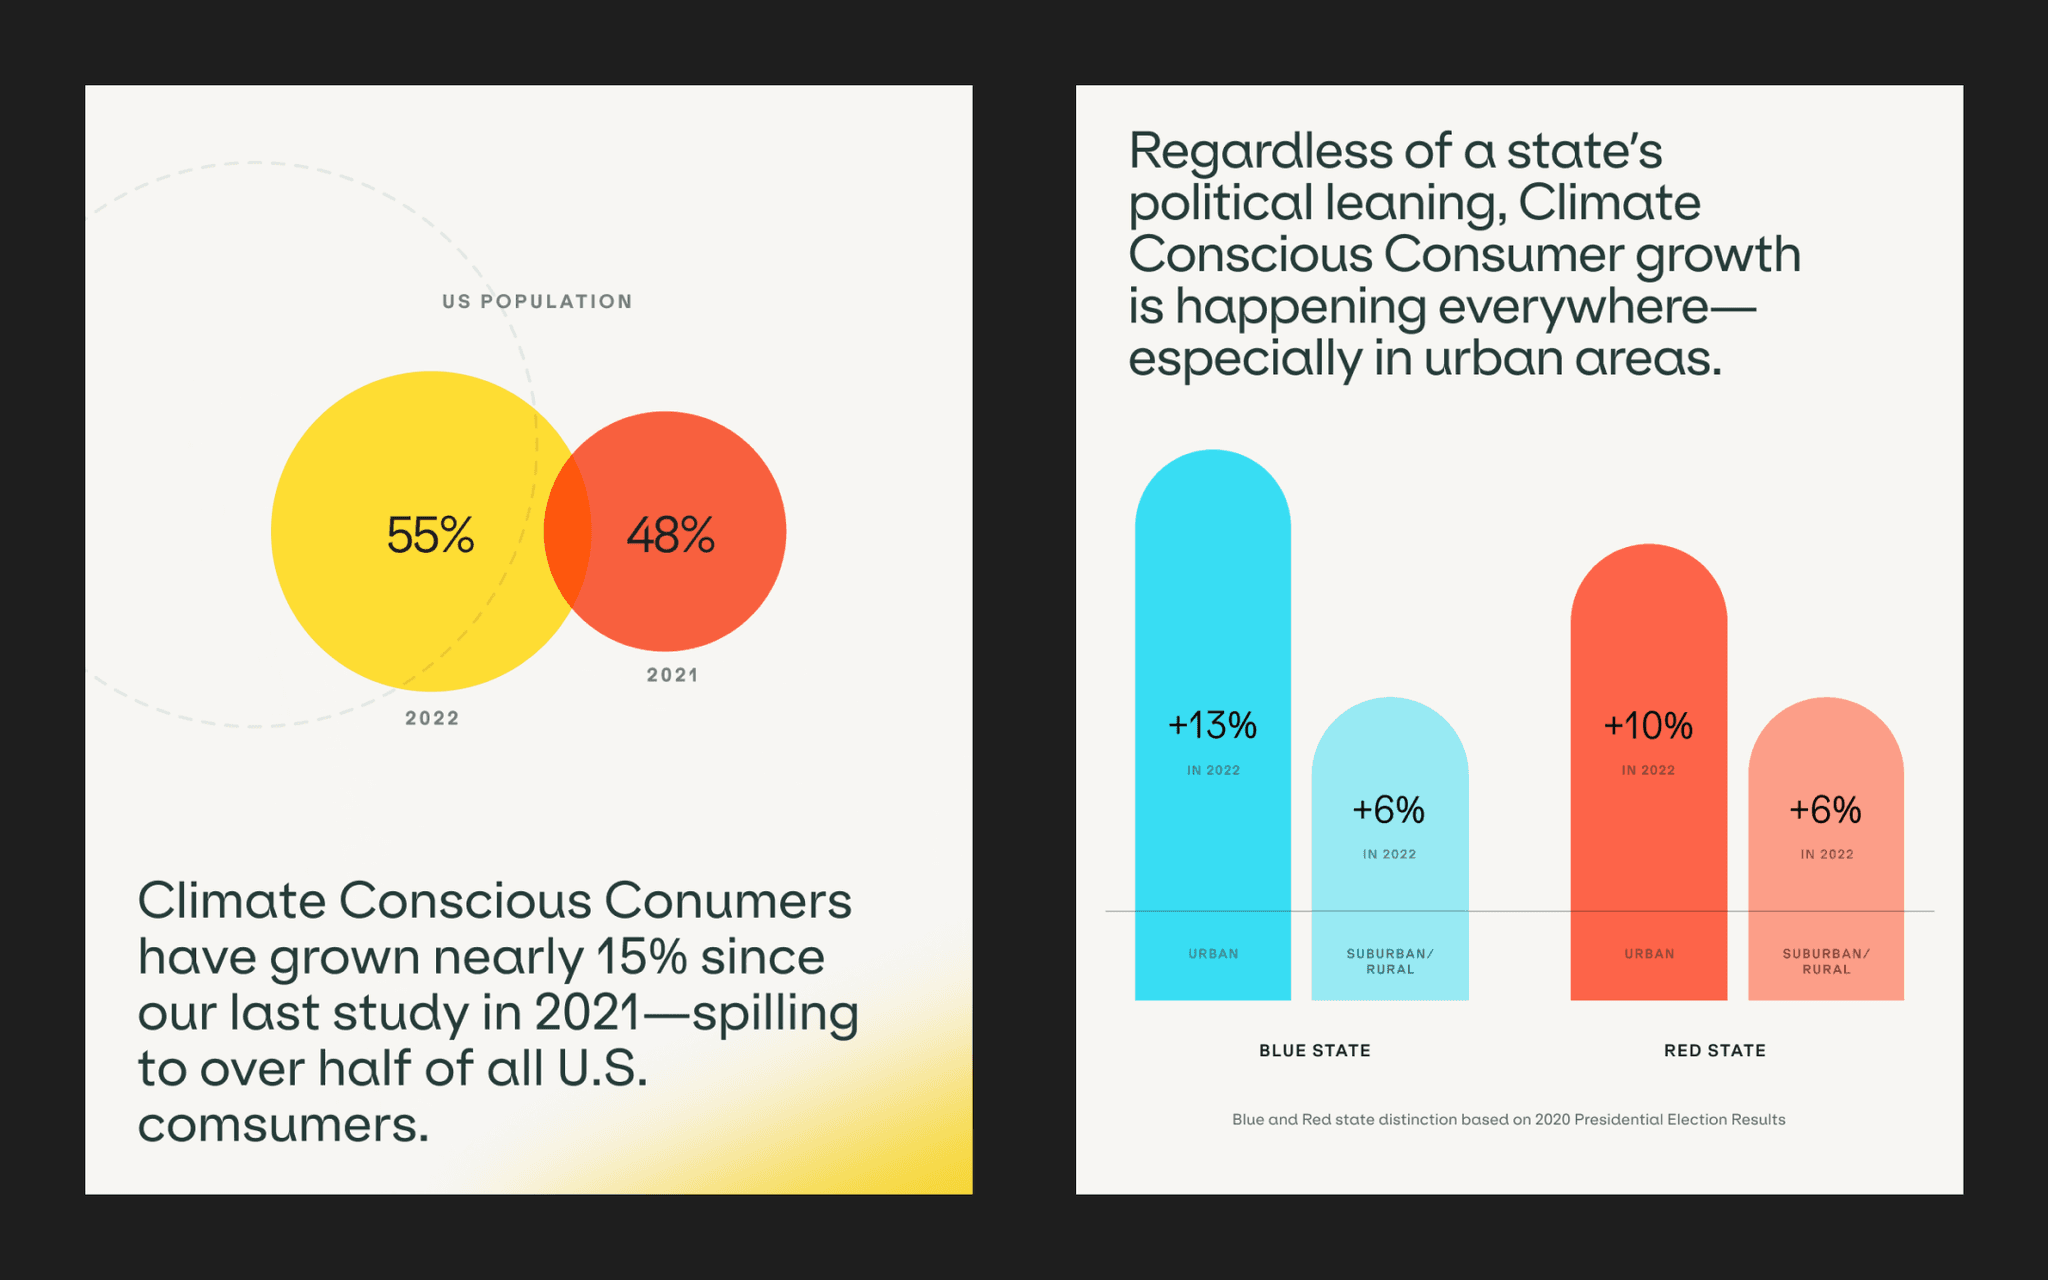 US POPULATION
55%
48%
2021
2022
Climate Conscious Conumers
have grown nearly 15% since
our last study in 2021—spilling
to over half of all U.S.
comsumers.
Regardless of a state’s
political leaning, Climate
Conscious Consumer growth
is happening everywhere—
especially in urban areas.
+13%
IN 2022
+6%
IN 2022
+10%
IN 2022
+6%
IN 2022
URBAN
SUBURBAN/
RURAL
URBAN
SUBURBAN/
RURAL
BLUE STATE
RED STATE
Blue and Red state distinction based on 2020 Presidential Election Results